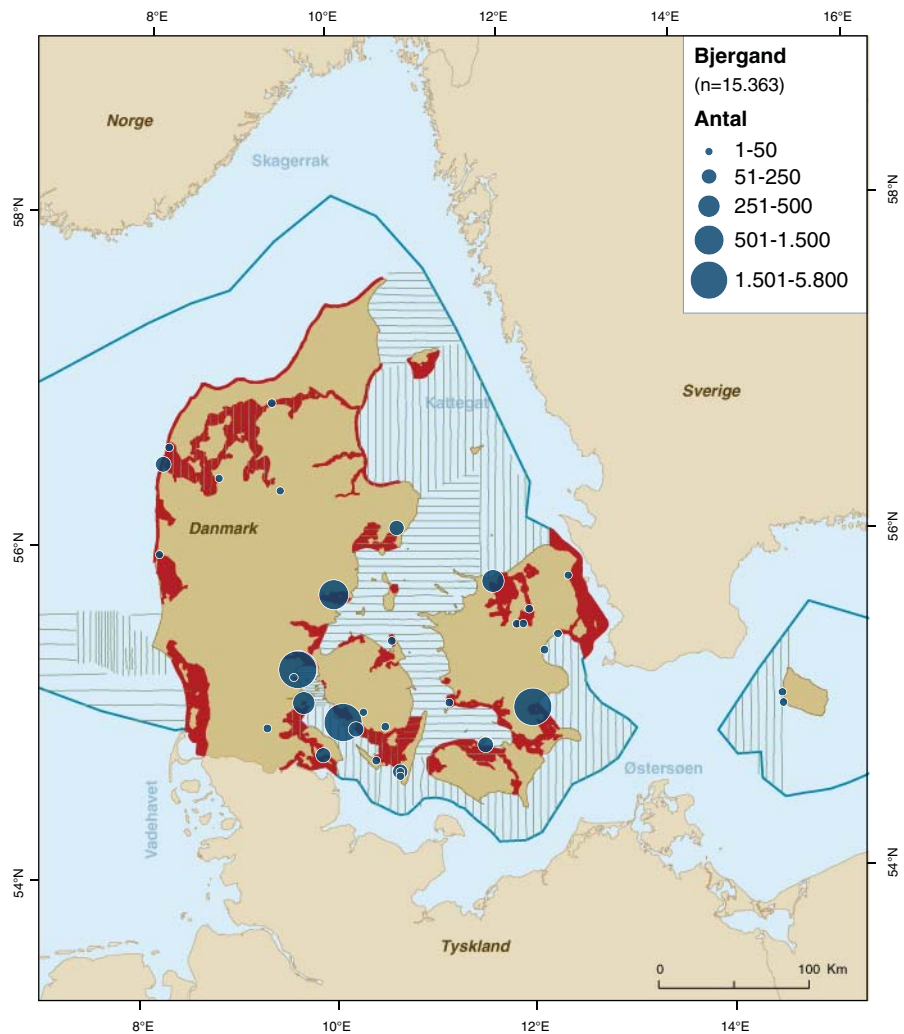 8°E
10°E
12°E
14°E
16°E
Bjergand
(n=15.363)
Antal
1-50
51-250
251-500
501-1.500
1.501-5.800
Norge
Skagerrak
58°N
58°N
Sverige
Kattegat
Danmark
56°N
56°N
Østersøen
Vadehavet
54°N
54°N
Tyskland
0
100 Km
8°E
10°E
12°E
14°E